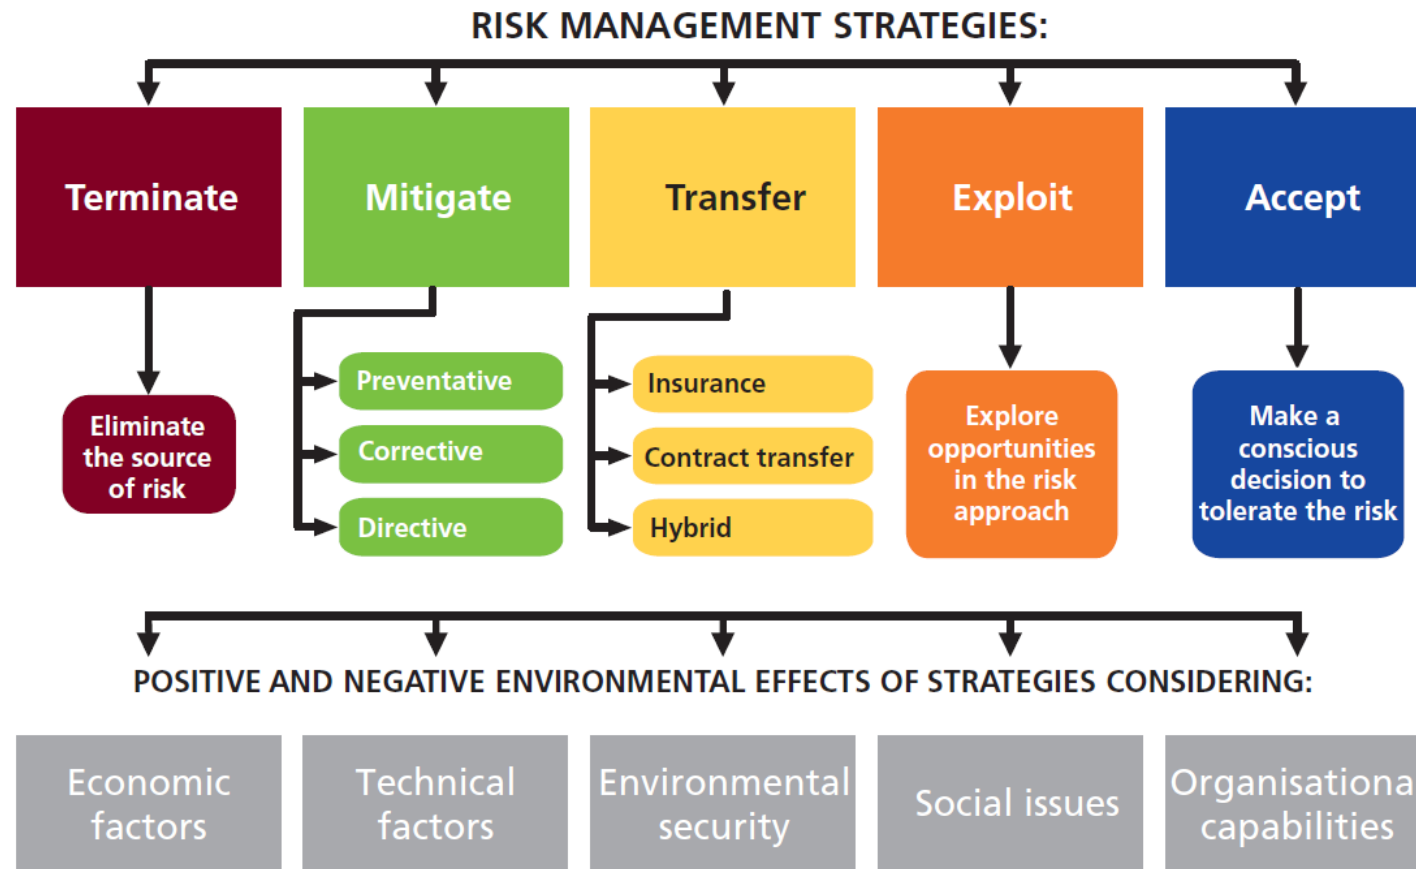 RISK MANAGEMENT STRATEGIES:
Terminate
Mitigate
Transfer
Exploit
Accept
Eliminate
the source
of risk
Preventative
Corrective
Directive
Insurance
Contract transfer
Hybrid
Explore
opportunities
in the risk
approach
Make a
conscious
decision to
tolerate the risk
POSITIVE AND NEGATIVE ENVIRONMENTAL EFFECTS OF STRATEGIES CONSIDERING:
Economic
factors
Technical
factors
Environmental
security
Social issues
Organisationa
capabilities